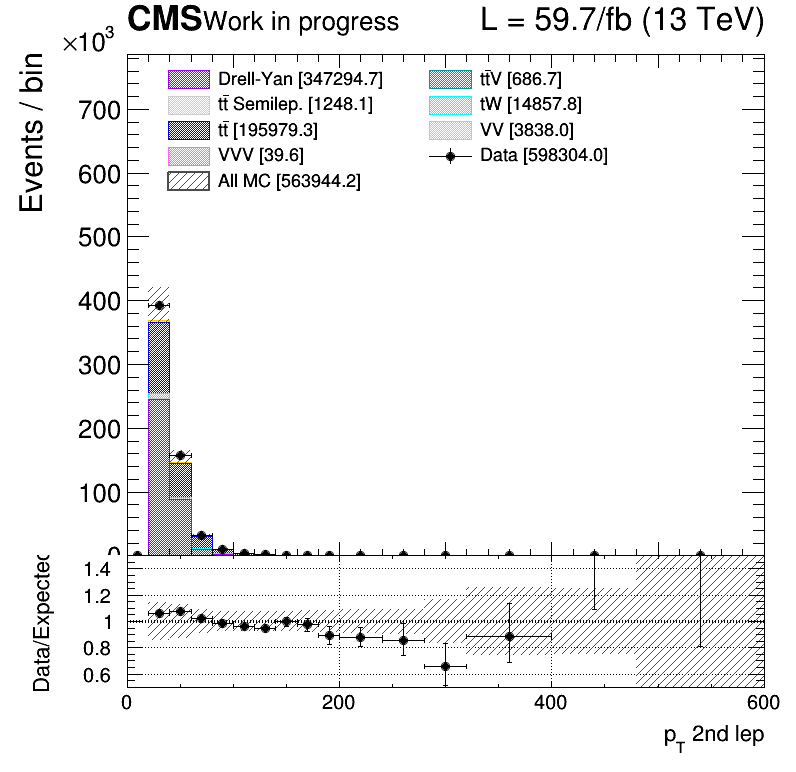 CMS Work in progress L = 59.7/fb (13 TeV)
×10³
Events / bin
Drell-Yan [347294.7]
tt̄ Semilep. [1248.1]
tt̄ [195979.3]
VVV [39.6]
All MC [563944.2]
tt̄V [686.7]
tW [14857.8]
VV [3838.0]
Data [598304.0]
700
600
500
400
300
200
100
0
Data/Expected
1.4
1.2
1
0.8
0.6
0 200 400 600
p_T 2nd lep